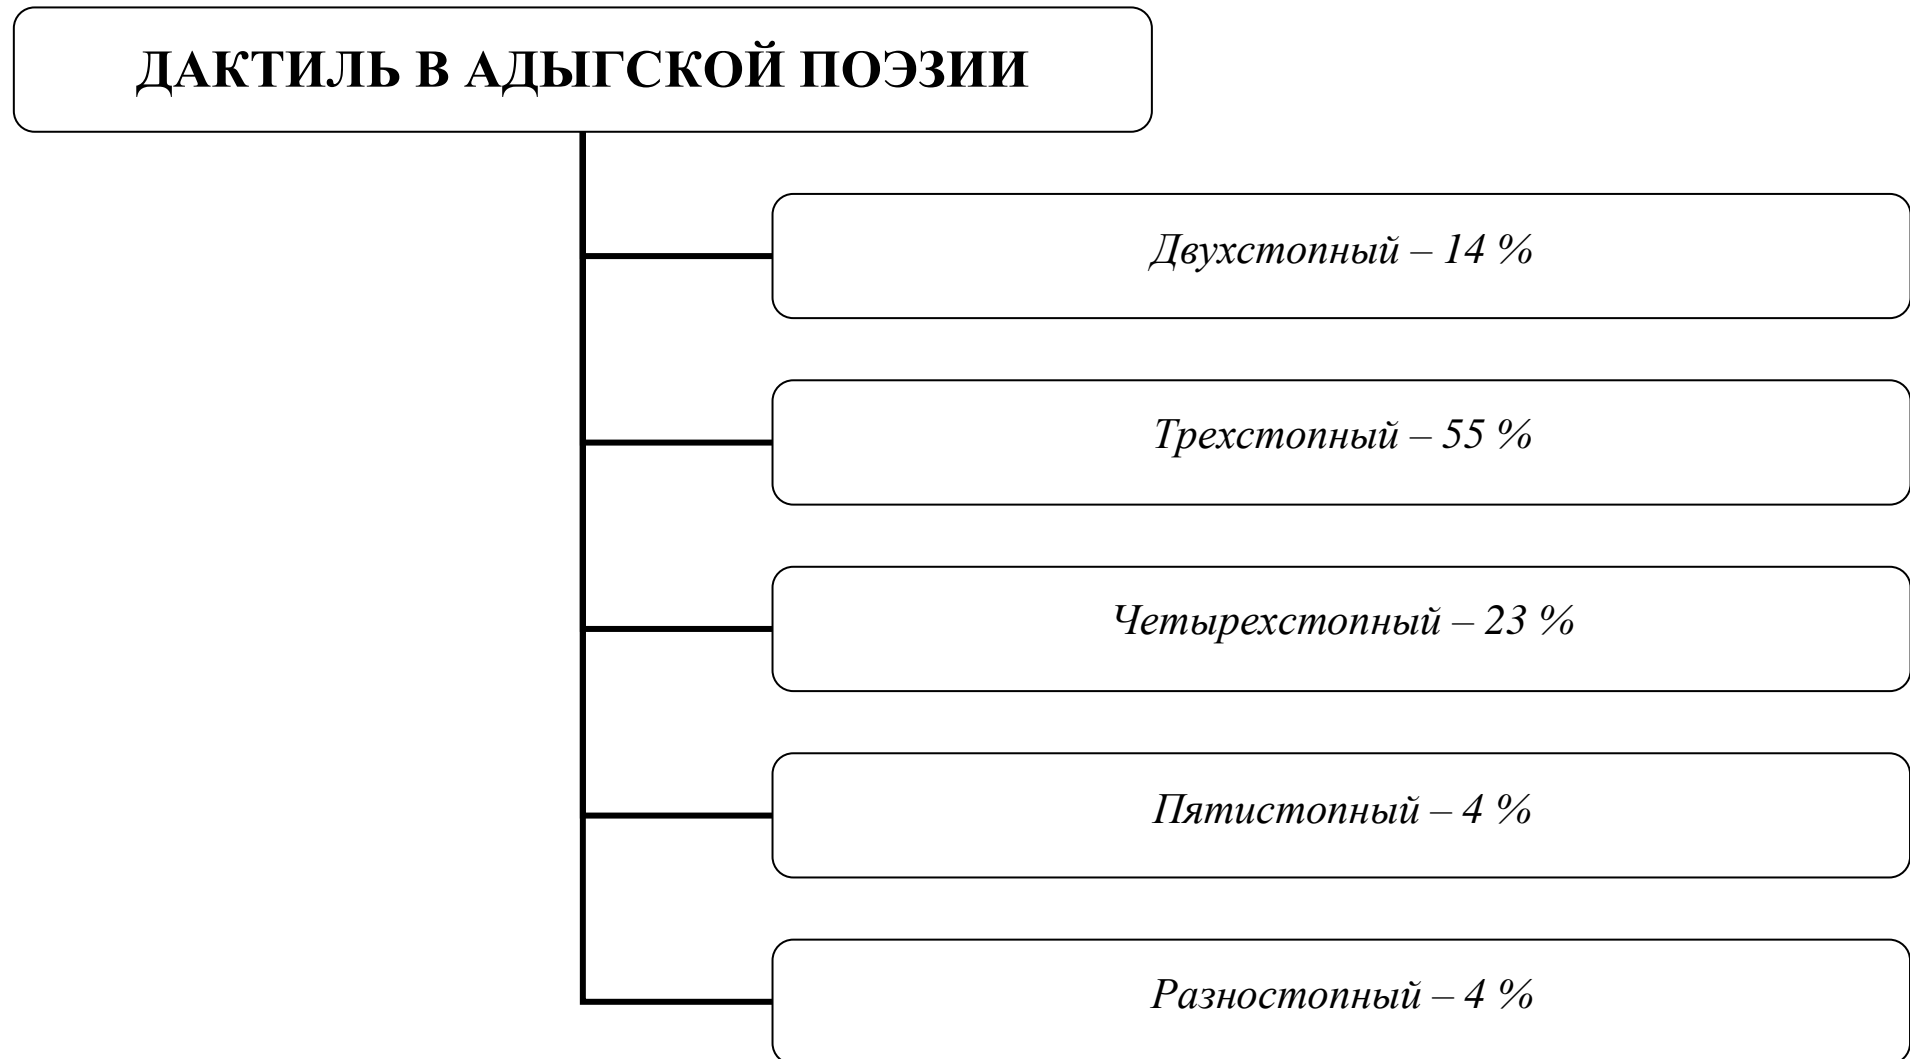 ДАКТИЛЬ В АДЫГСКОЙ ПОЭЗИИ
Двухстопный – 14 %
Трехстопный – 55 %
Четырехстопный – 23 %
Пятистопный – 4 %
Разностопный – 4 %